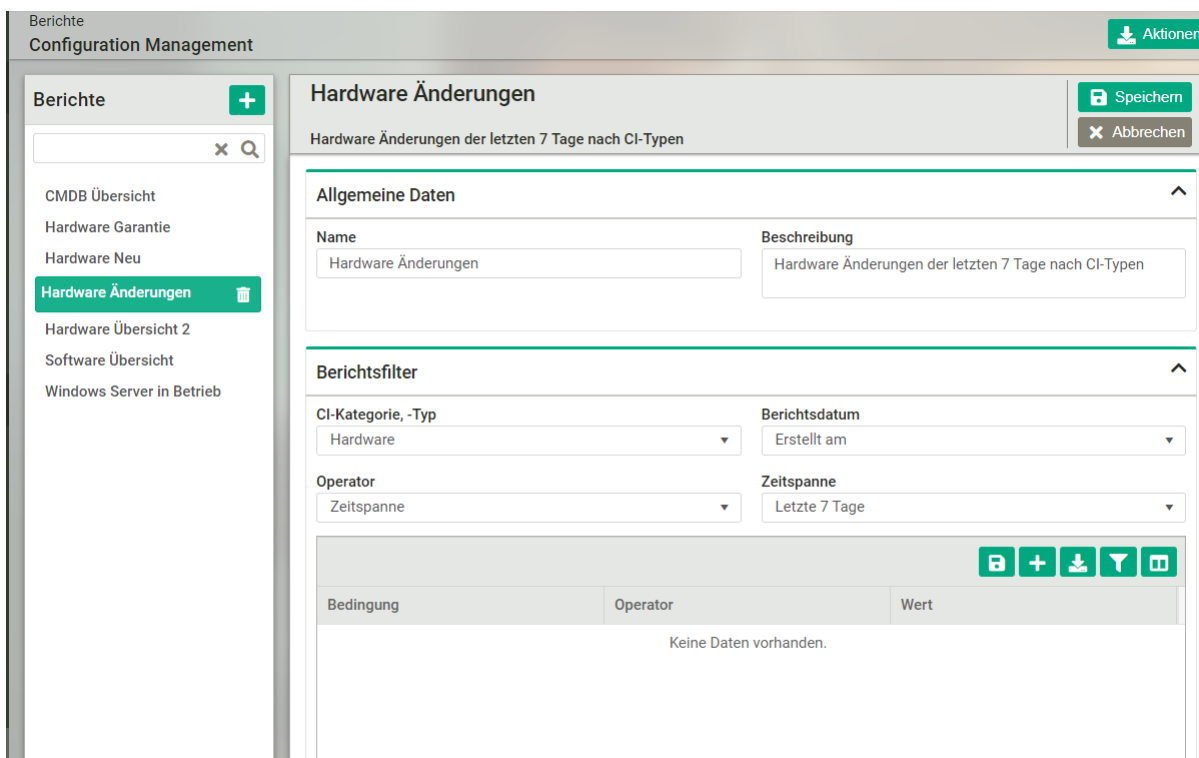 Berichte
Configuration Management
Aktionen
Berichte
CMDB Übersicht
Hardware Garantie
Hardware Neu
Hardware Änderungen
Hardware Übersicht 2
Software Übersicht
Windows Server in Betrieb
Hardware Änderungen
Hardware Änderungen der letzten 7 Tage nach CI-Typen
Speichern
Abbrechen
Allgemeine Daten
Name
Hardware Änderungen
Beschreibung
Hardware Änderungen der letzten 7 Tage nach CI-Typen
Berichtsfilter
CI-Kategorie, -Typ
Hardware
Berichtsdatum
Erstellt am
Operator
Zeitspanne
Zeitspanne
Letzte 7 Tage
Bedingung Operator Wert
Keine Daten vorhanden.